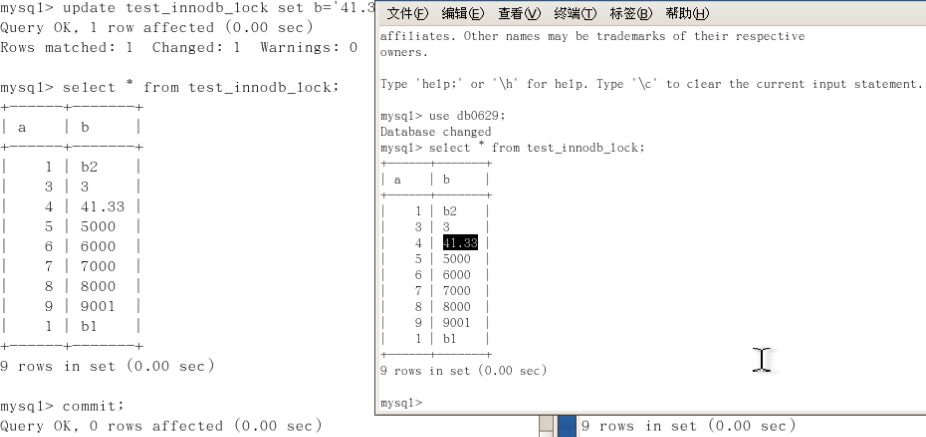 mysql> update test_innodb_lock set b='41.3
Query OK, 1 row affected (0.00 sec)
Rows matched: 1  Changed: 1  Warnings: 0
mysql> select * from test_innodb_lock;
+------+-------+
| a    | b     |
+------+-------+
|    1 | b2    |
|    3 | 3     |
|    4 | 41.33 |
|    5 | 5000  |
|    6 | 6000  |
|    7 | 7000  |
|    8 | 8000  |
|    9 | 9001  |
|    1 | b1    |
+------+-------+
9 rows in set (0.00 sec)
mysql> commit;
Query OK, 0 rows affected (0.00 sec)
文件(F) 编辑(E) 查看(V) 终端(T) 标签(B) 帮助(H)
affiliates. Other names may be trademarks of their respective
owners.
Type 'help;' or '\h' for help. Type '\c' to clear the current input statement.
mysql> use db0629;
Database changed
mysql> select * from test_innodb_lock;
+------+-------+
| a    | b     |
+------+-------+
|    1 | b2    |
|    3 | 3     |
|    4 | 41.33 |
|    5 | 5000  |
|    6 | 6000  |
|    7 | 7000  |
|    8 | 8000  |
|    9 | 9001  |
|    1 | b1    |
+------+-------+
9 rows in set (0.00 sec)
mysql>
9 rows in set (0.00 sec)